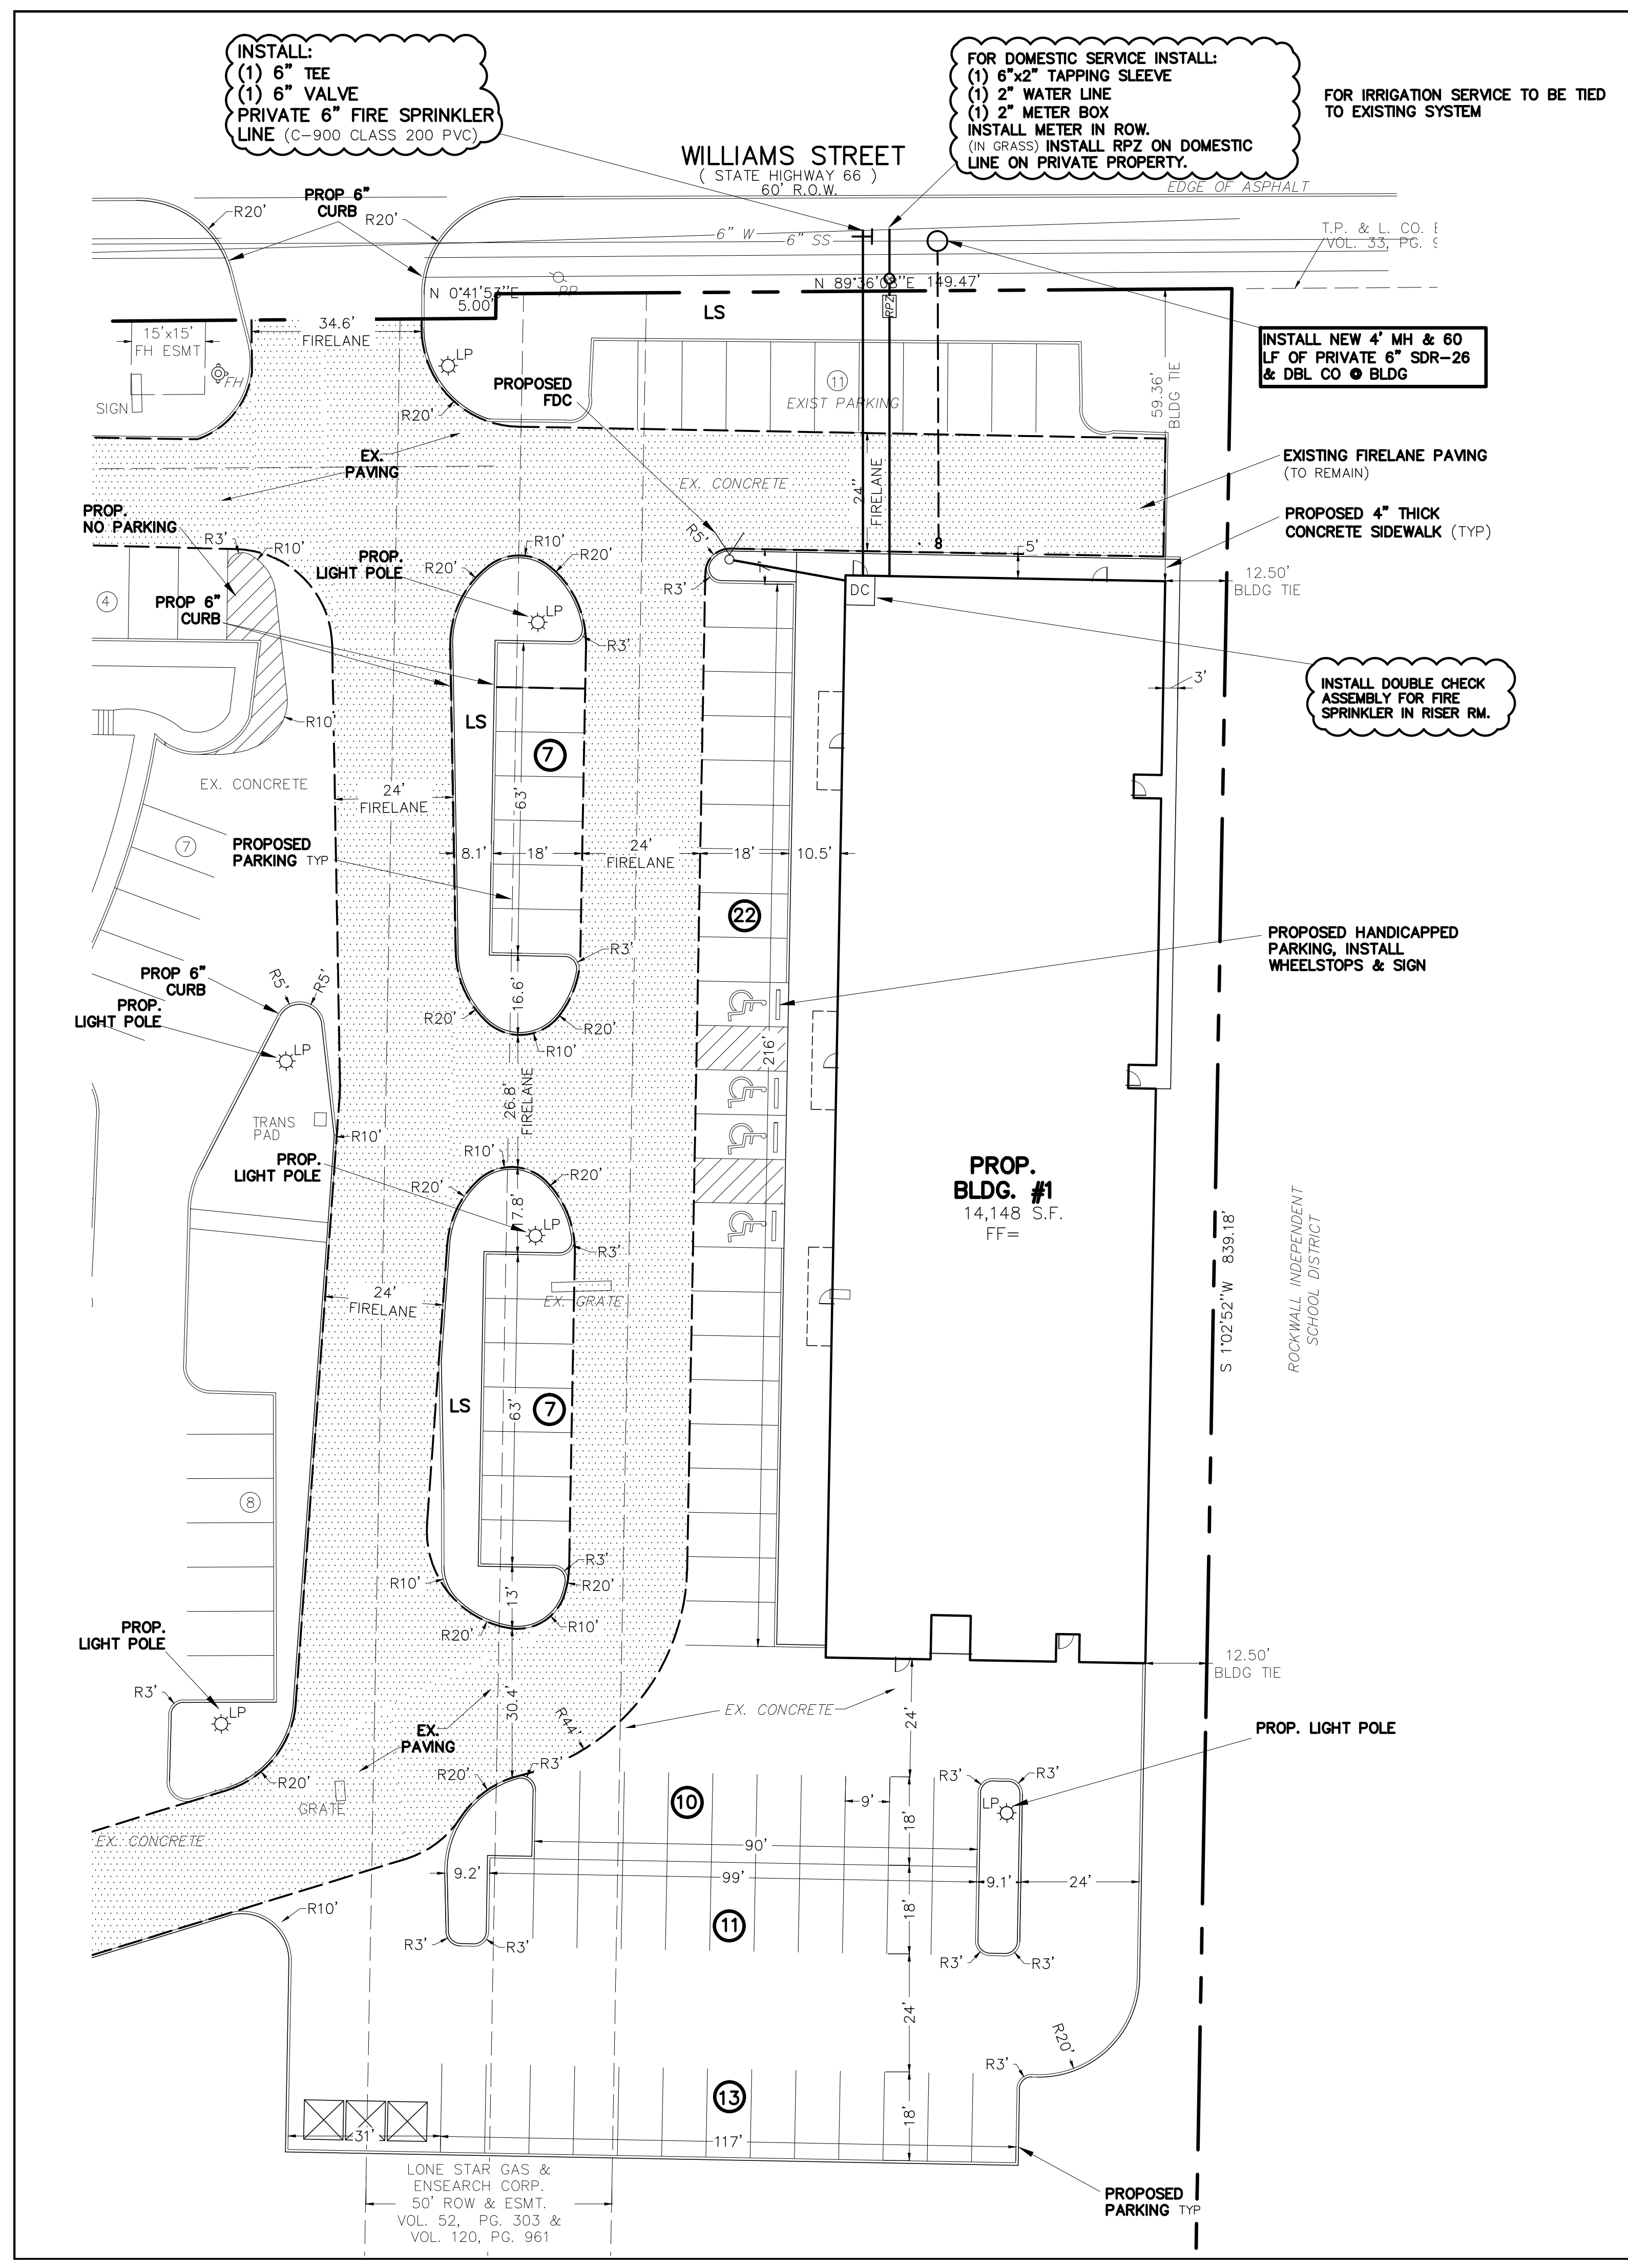 INSTALL:
(1) 6" TEE
(1) 6" VALVE
PRIVATE 6" FIRE SPRINKLER
LINE (C-900 CLASS 200 PVC)
FOR DOMESTIC SERVICE INSTALL:
(1) 6"x2" TAPPING SLEEVE
(1) 2" WATER LINE
(1) 2" METER BOX
INSTALL METER IN ROW.
(IN GRASS) INSTALL RPZ ON DOMESTIC
LINE ON PRIVATE PROPERTY.
FOR IRRIGATION SERVICE TO BE TIED
TO EXISTING SYSTEM
WILLIAMS STREET
( STATE HIGHWAY 66 )
60' R.O.W.
EDGE OF ASPHALT
PROP 6"
CURB
R20'
R20'
6" W
6" SS
T.P. & L. CO.
VOL. 33, PG.
PP
N 0°41'53"E
5.00'
N 89°36'08"E 149.47'
RPZ
LS
15'x15'
FH ESMT
34.6'
FIRELANE
LP
FH
SIGN
R20'
PROPOSED
FDC
11
EXIST PARKING
59.36'
BLDG TIE
INSTALL NEW 4' MH & 60
LF OF PRIVATE 6" SDR-26
& DBL CO @ BLDG
EX.
PAVING
EX. CONCRETE
24"
FIRELANE
EXISTING FIRELANE PAVING
(TO REMAIN)
PROP.
NO PARKING
PROPOSED 4" THICK
CONCRETE SIDEWALK (TYP)
R3'
R10'
R10'
R20'
R20'
PROP.
LIGHT POLE
R5'
R3'
8
5'
7'
12.50'
BLDG TIE
DC
4
PROP 6"
CURB
LP
R3'
INSTALL DOUBLE CHECK
ASSEMBLY FOR FIRE
SPRINKLER IN RISER RM.
3'
R10'
LS
7
EX. CONCRETE
24'
FIRELANE
63'
7
PROPOSED
PARKING TYP
8.1'
18'
24'
FIRELANE
18'
10.5'
22
PROPOSED HANDICAPPED
PARKING, INSTALL
WHEELSTOPS & SIGN
R3'
PROP 6"
CURB
R5'
R5'
PROP.
LIGHT POLE
16.6'
R20'
R20'
R10'
LP
216'
26.8'
FIRELANE
TRANS
PAD
R10'
R10'
PROP.
LIGHT POLE
R20'
R20'
17.8'
LP
R3'
PROP.
BLDG. #1
14,148 S.F.
FF=
S 1°02'52"W 839.18'
ROCKWALL INDEPENDENT
SCHOOL DISTRICT
24'
FIRELANE
EX. GRATE
LS
63'
7
8
R3'
R10'
R20'
13'
R20'
R10'
PROP.
LIGHT POLE
12.50'
BLDG TIE
R3'
LP
30.4'
R44'
EX. CONCRETE
24'
PROP. LIGHT POLE
EX.
PAVING
R20'
GRATE
R20'
R3'
10
9'
18'
R3'
R3'
LP
EX. CONCRETE
90'
9.2'
99'
9.1'
24'
R10'
11
18'
R3'
R3'
R3'
R3'
24'
R20'
R3'
13
18'
31'
117'
LONE STAR GAS &
ENSEARCH CORP.
50' ROW & ESMT.
VOL. 52, PG. 303 &
VOL. 120, PG. 961
PROPOSED
PARKING TYP